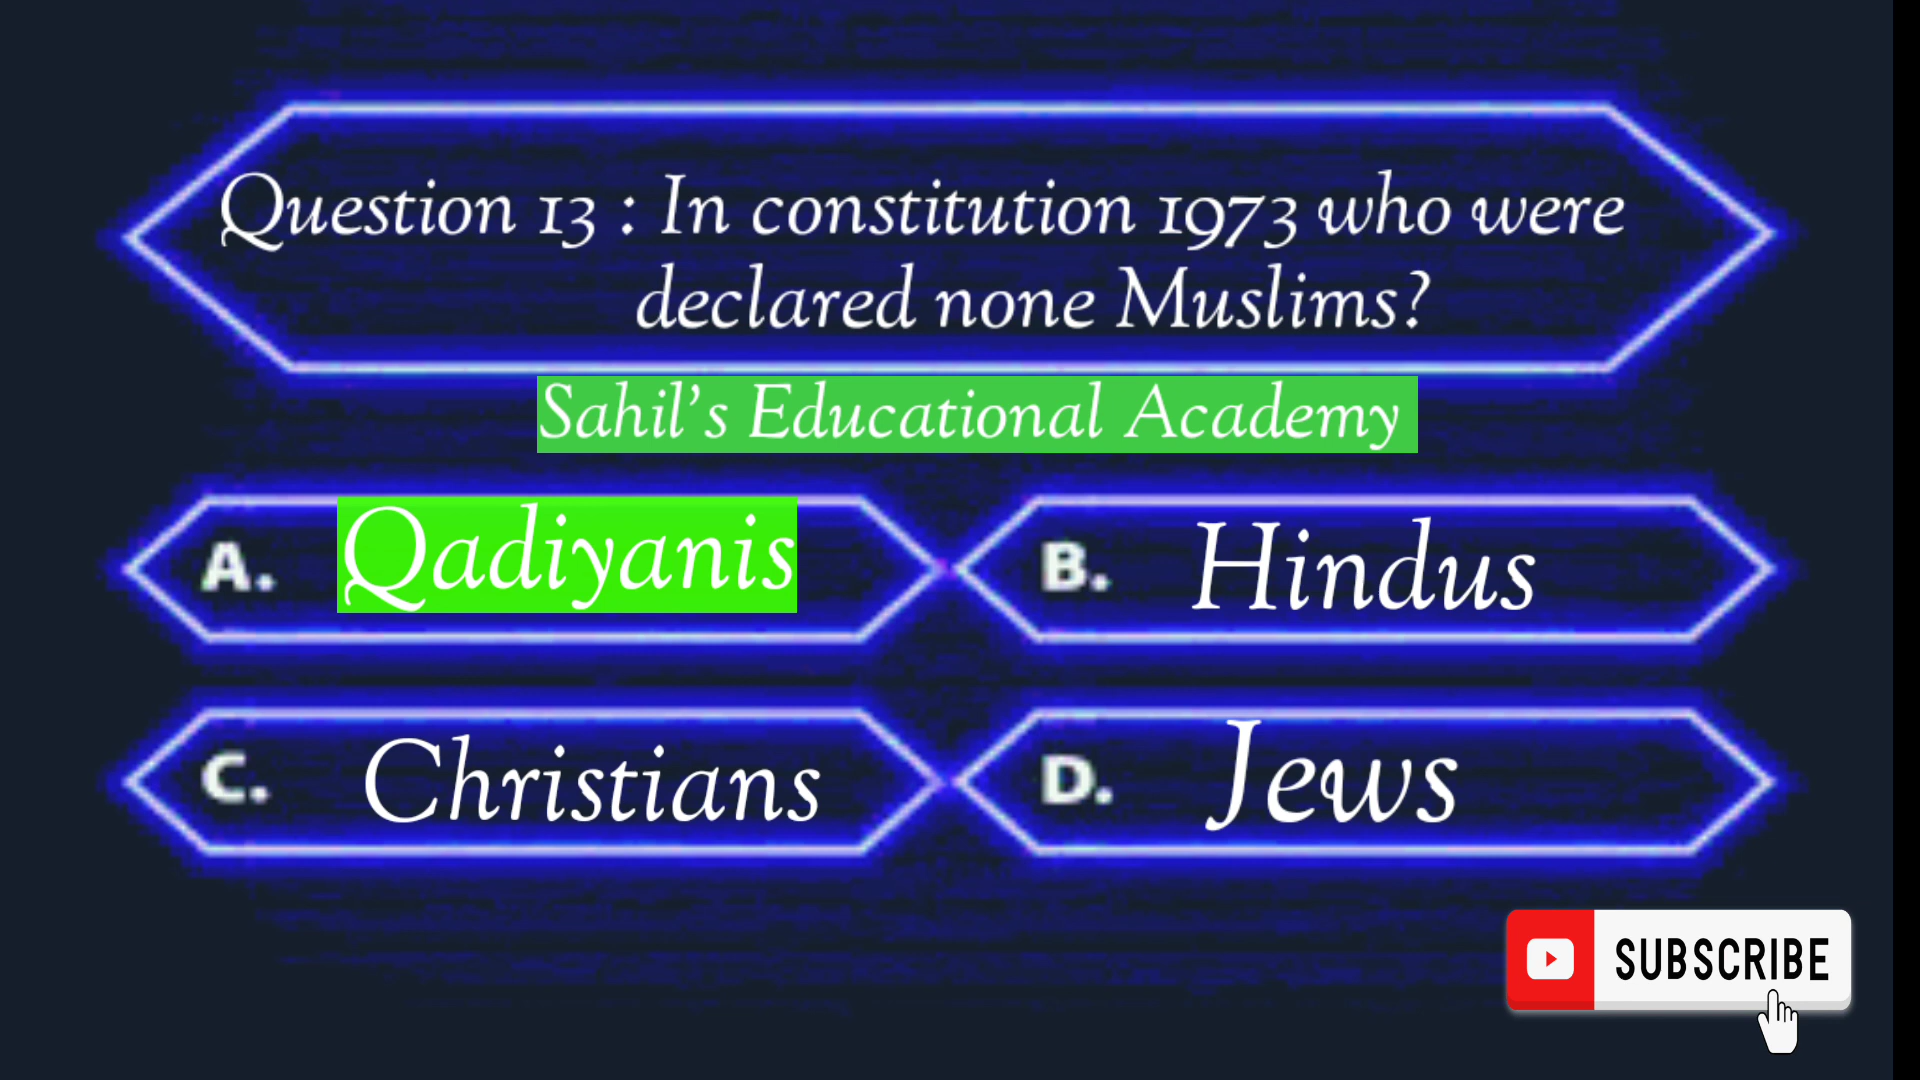 Question 13 : In constitution 1973 who were
declared none Muslims?
Sahil's Educational Academy
A. Qadiyanis
B. Hindus
C. Christians
D. Jews
SUBSCRIBE